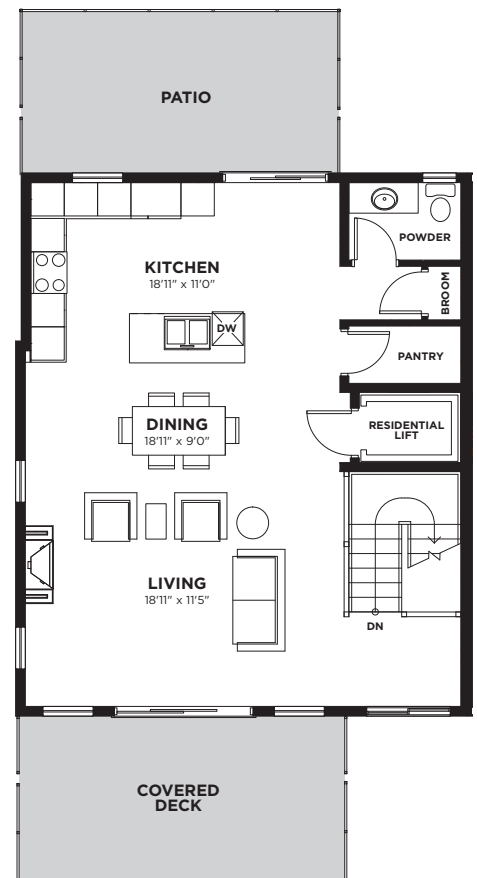 PATIO
POWDER
KITCHEN
18'11" x 11'0"
BROOM
DW
PANTRY
DINING
18'11" x 9'0"
RESIDENTIAL
LIFT
LIVING
18'11" x 11'5"
DN
COVERED
DECK